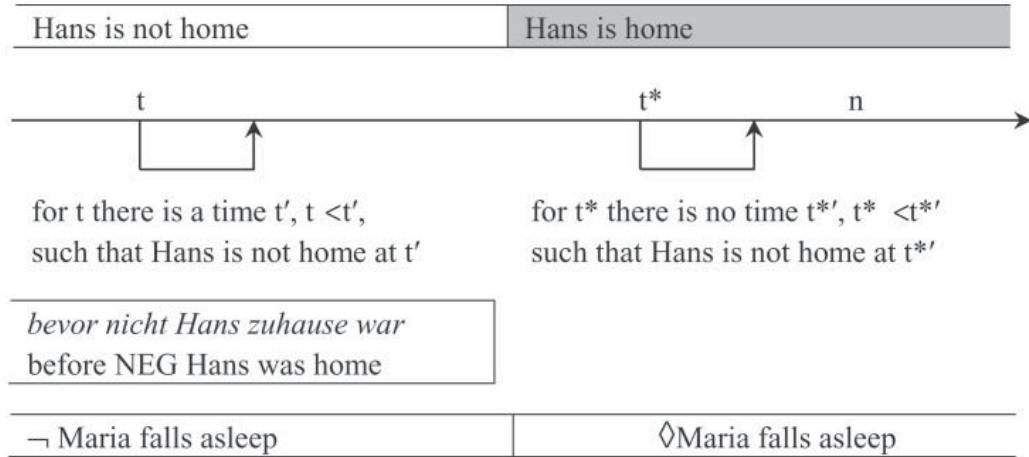 Hans is not home
Hans is home
t
t*
n
for t there is a time t′, t <t′,
such that Hans is not home at t′
for t* there is no time t*′, t* <t*′
such that Hans is not home at t*′
bevor nicht Hans zuhause war
before NEG Hans was home
¬ Maria falls asleep
◊Maria falls asleep